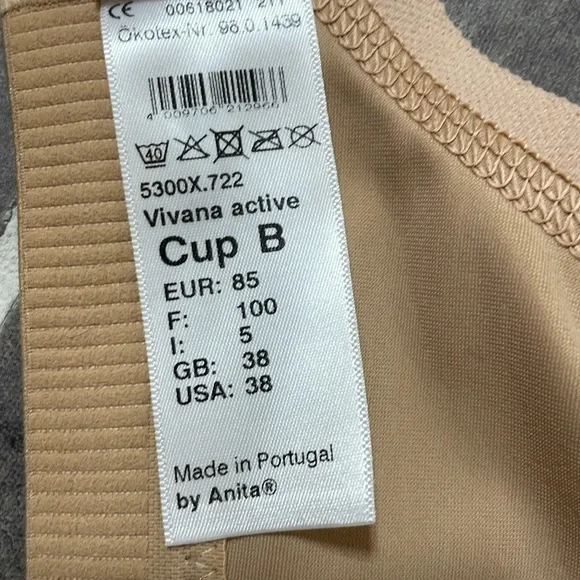 CE 00618021 211
Ökotex-Nr. 98.0.1439
4 009706 212966
40
5300X.722
Vivana active
Cup B
EUR: 85
F: 100
I: 5
GB: 38
USA: 38
Made in Portugal
by Anita®